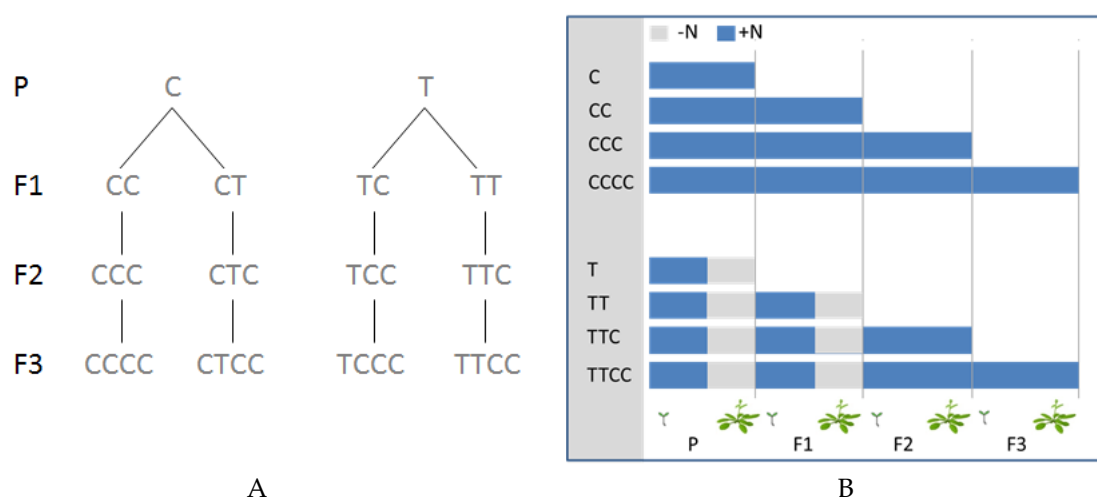 P C T
F1 CC CT TC TT
F2 CCC CTC TCC TTC
F3 CCCC CTCC TCCC TTCC
A
-N +N
C
CC
CCC
CCCC
T
TT
TTC
TTCC
P F1 F2 F3
B